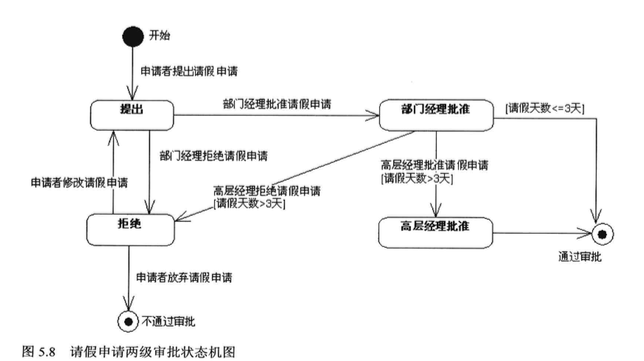 开始
申请者提出请假申请
提出
部门经理批准请假申请
部门经理批准
[请假天数<=3天]
部门经理拒绝请假申请
高层经理批准请假申请
[请假天数>3天]
申请者修改请假申请
高层经理拒绝请假申请
[请假天数>3天]
拒绝
高层经理批准
通过审批
申请者放弃请假申请
不通过审批
图 5.8 请假申请两级审批状态机图